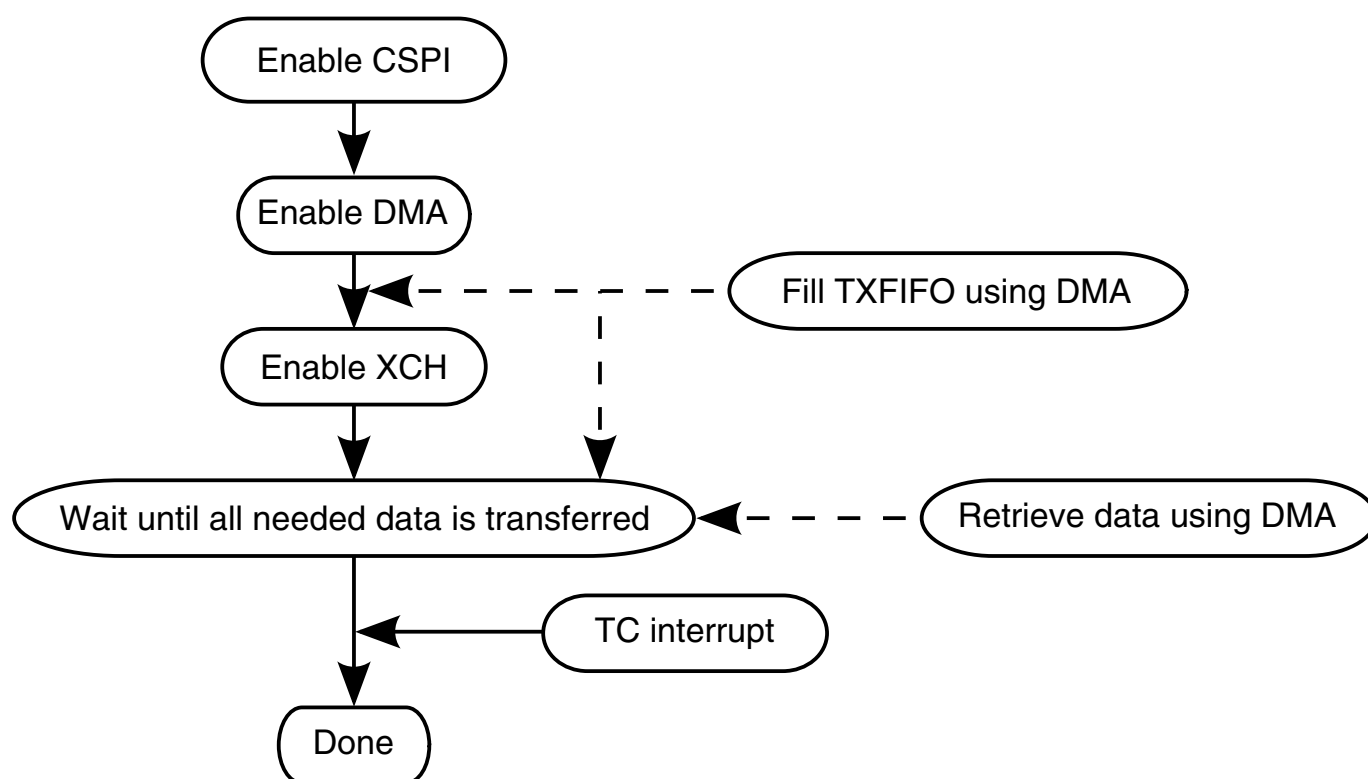 Enable CSPI
Enable DMA
Fill TXFIFO using DMA
Enable XCH
Wait until all needed data is transferred
Retrieve data using DMA
TC interrupt
Done